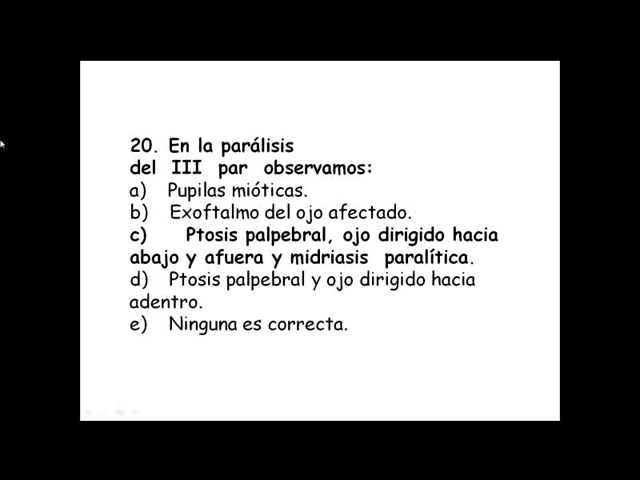 20. En la parálisis
del III par observamos:
a) Pupilas mióticas.
b) Exoftalmo del ojo afectado.
c) Ptosis palpebral, ojo dirigido hacia
abajo y afuera y midriasis paralítica.
d) Ptosis palpebral y ojo dirigido hacia
adentro.
e) Ninguna es correcta.